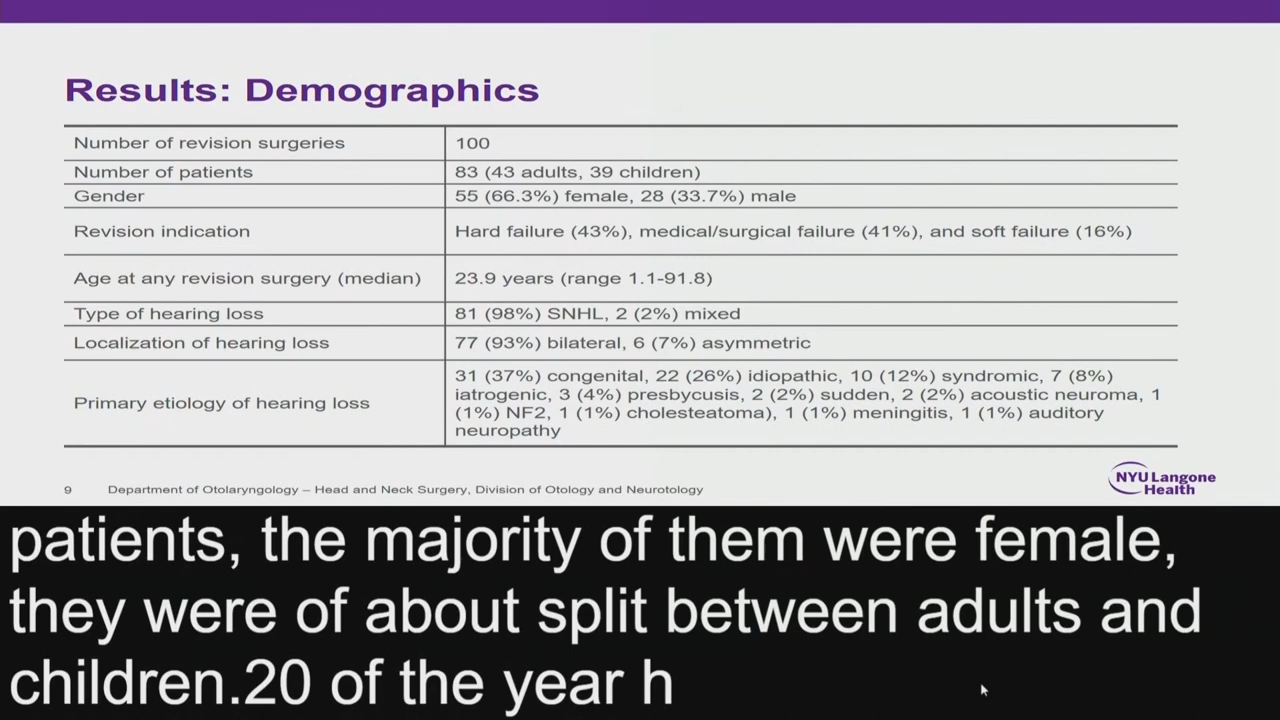 Results: Demographics
Number of revision surgeries
100
Number of patients
83 (43 adults, 39 children)
Gender
55 (66.3%) female, 28 (33.7%) male
Revision indication
Hard failure (43%), medical/surgical failure (41%), and soft failure (16%)
Age at any revision surgery (median)
23.9 years (range 1.1-91.8)
Type of hearing loss
81 (98%) SNHL, 2 (2%) mixed
Localization of hearing loss
77 (93%) bilateral, 6 (7%) asymmetric
Primary etiology of hearing loss
31 (37%) congenital, 22 (26%) idiopathic, 10 (12%) syndromic, 7 (8%)
iatrogenic, 3 (4%) presbycusis, 2 (2%) sudden, 2 (2%) acoustic neuroma, 1
(1%) NF2, 1 (1%) cholesteatoma), 1 (1%) meningitis, 1 (1%) auditory
neuropathy
9
Department of Otolaryngology – Head and Neck Surgery, Division of Otology and Neurotology
NYU Langone
Health
patients, the majority of them were female,
they were of about split between adults and
children.20 of the year h